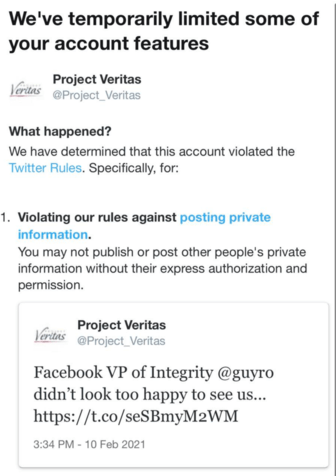 We've temporarily limited some of
your account features
Veritas
Project Veritas
@Project_Veritas
What happened?
We have determined that this account violated the
Twitter Rules. Specifically, for:
1. Violating our rules against posting private
information.
You may not publish or post other people's private
information without their express authorization and
permission.
Veritas
Project Veritas
@Project_Veritas
Facebook VP of Integrity @guyro
didn’t look too happy to see us...
https://t.co/seSBmyM2WM
3:34 PM - 10 Feb 2021